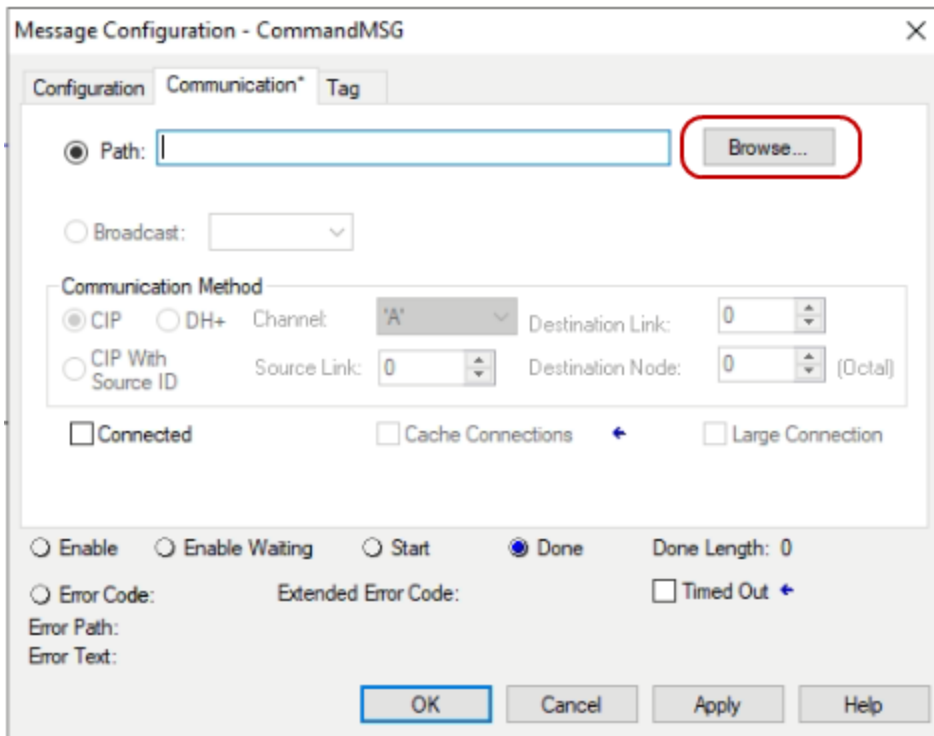 Message Configuration - CommandMSG
Configuration Communication* Tag
Path: Browse...
Broadcast:
Communication Method
CIP DH+ Channel: 'A' Destination Link: 0
CIP With
Source ID
Source Link: 0 Destination Node: 0 (Octal)
Connected Cache Connections Large Connection
Enable Enable Waiting Start Done Done Length: 0
Error Code: Extended Error Code: Timed Out
Error Path:
Error Text:
OK Cancel Apply Help